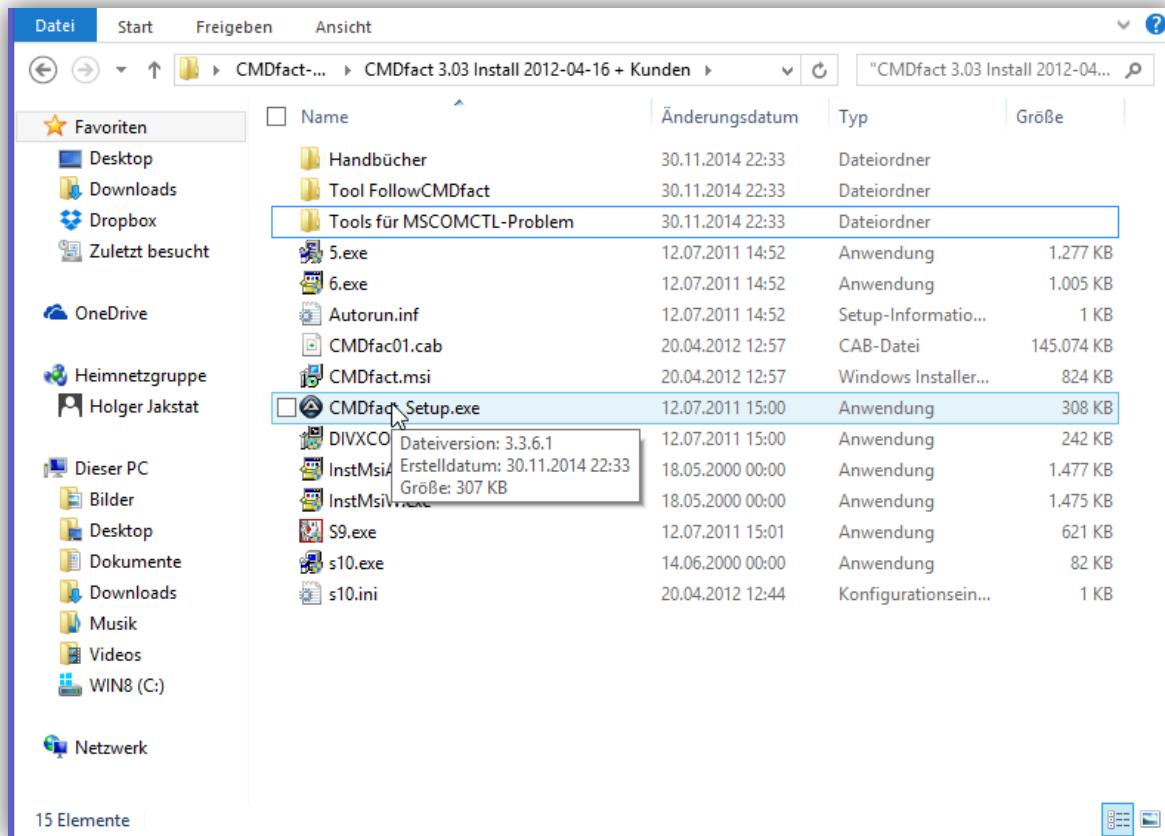 Datei Start Freigeben Ansicht
CMDfact-... CMDfact 3.03 Install 2012-04-16 + Kunden "CMDfact 3.03 Install 2012-04...
Name Änderungsdatum Typ Größe
Favoriten
Desktop
Downloads
Dropbox
Zuletzt besucht
OneDrive
Heimnetzgruppe
Holger Jakstat
Dieser PC
Bilder
Desktop
Dokumente
Downloads
Musik
Videos
WIN8 (C:)
Netzwerk
Handbücher 30.11.2014 22:33 Dateiordner
Tool FollowCMDfact 30.11.2014 22:33 Dateiordner
Tools für MSCOMCTL-Problem 30.11.2014 22:33 Dateiordner
5.exe 12.07.2011 14:52 Anwendung 1.277 KB
6.exe 12.07.2011 14:52 Anwendung 1.005 KB
Autorun.inf 12.07.2011 14:52 Setup-Informatio... 1 KB
CMDfac01.cab 20.04.2012 12:57 CAB-Datei 145.074 KB
CMDfact.msi 20.04.2012 12:57 Windows Installer... 824 KB
CMDfact_Setup.exe 12.07.2011 15:00 Anwendung 308 KB
DIVXCO 12.07.2011 15:00 Anwendung 242 KB
InstMsiA 18.05.2000 00:00 Anwendung 1.477 KB
InstMsiW.exe 18.05.2000 00:00 Anwendung 1.475 KB
S9.exe 12.07.2011 15:01 Anwendung 621 KB
s10.exe 14.06.2000 00:00 Anwendung 82 KB
s10.ini 20.04.2012 12:44 Konfigurationsein... 1 KB
Dateiversion: 3.3.6.1
Erstelldatum: 30.11.2014 22:33
Größe: 307 KB
15 Elemente